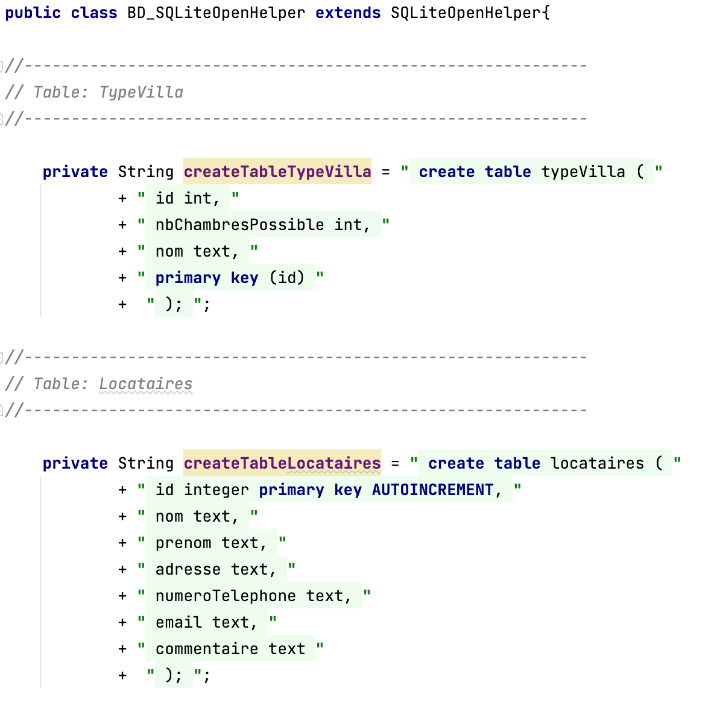 public class BD_SQLiteOpenHelper extends SQLiteOpenHelper{
//------------------------------------------------------------
// Table: TypeVilla
//------------------------------------------------------------
private String createTableTypeVilla = " create table typeVilla ( "
+ " id int, "
+ " nbChambresPossible int, "
+ " nom text, "
+ " primary key (id) "
+ " ); ";
//------------------------------------------------------------
// Table: Locataires
//------------------------------------------------------------
private String createTableLocataires = " create table locataires ( "
+ " id integer primary key AUTOINCREMENT, "
+ " nom text, "
+ " prenom text, "
+ " adresse text, "
+ " numeroTelephone text, "
+ " email text, "
+ " commentaire text "
+ " ); ";